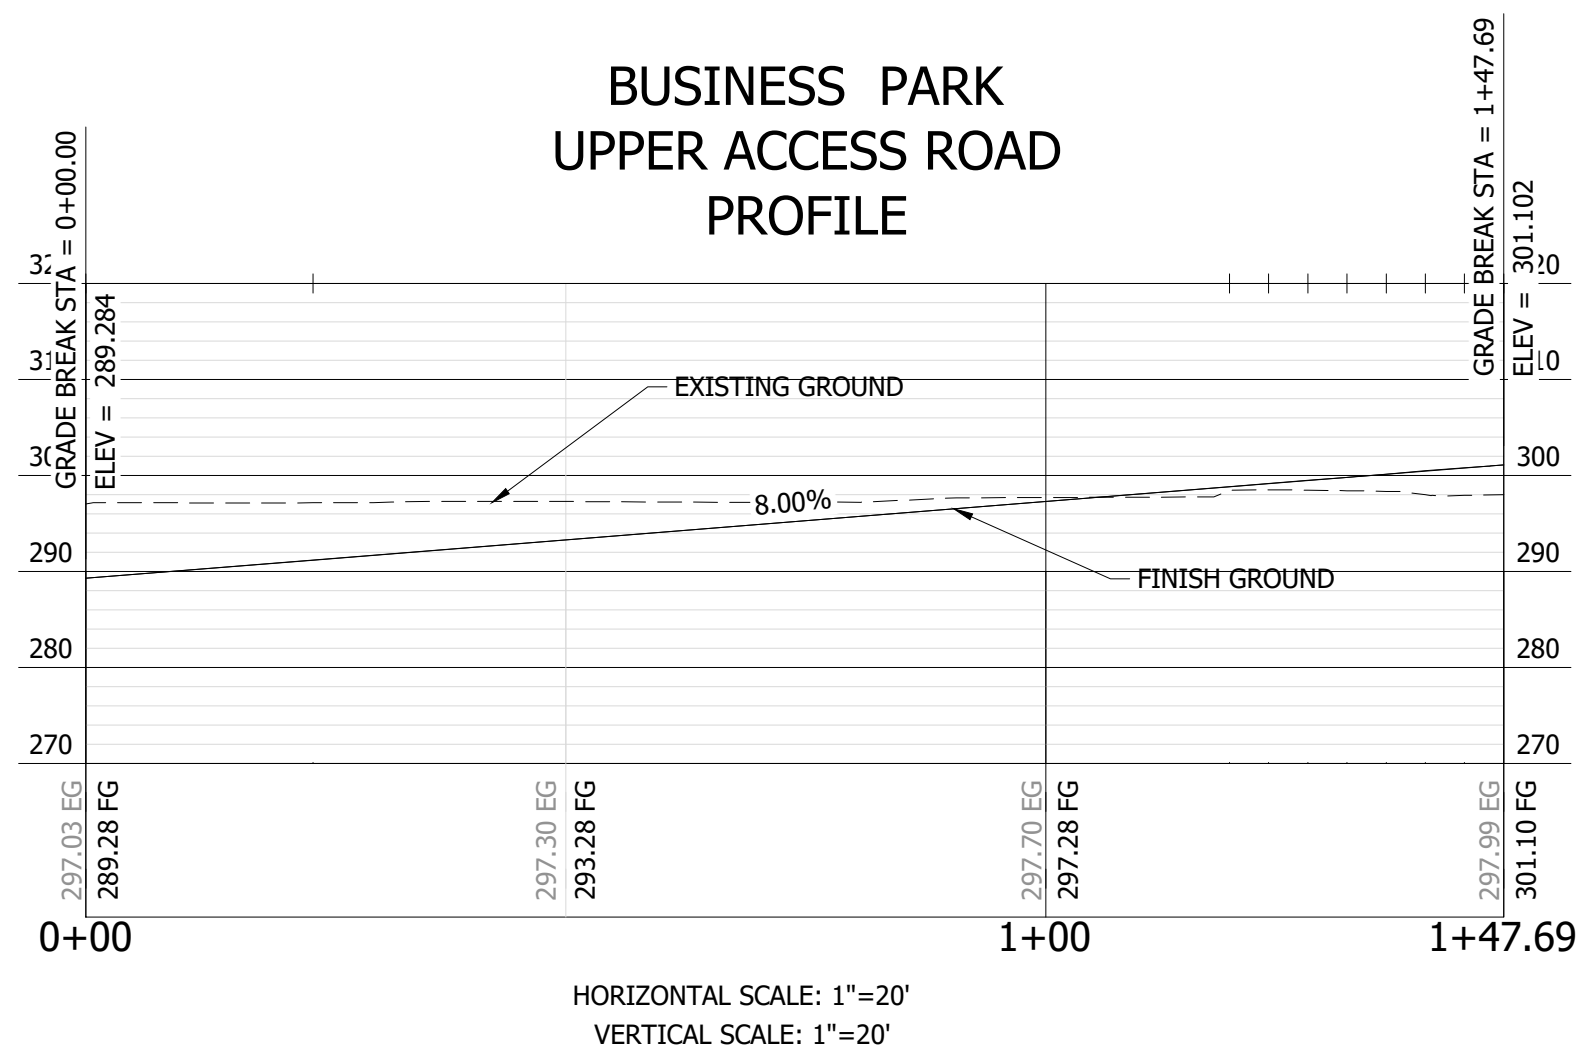 BUSINESS PARK
UPPER ACCESS ROAD
PROFILE
GRADE BREAK STA = 0+00.00
ELEV = 289.284
GRADE BREAK STA = 1+47.69
ELEV = 301.102
300
290
290
280
280
270
270
EXISTING GROUND
8.00%
FINISH GROUND
297.03 EG
289.28 FG
297.30 EG
293.28 FG
297.70 EG
297.28 FG
297.99 EG
301.10 FG
0+00
1+00
1+47.69
HORIZONTAL SCALE: 1"=20'
VERTICAL SCALE: 1"=20'